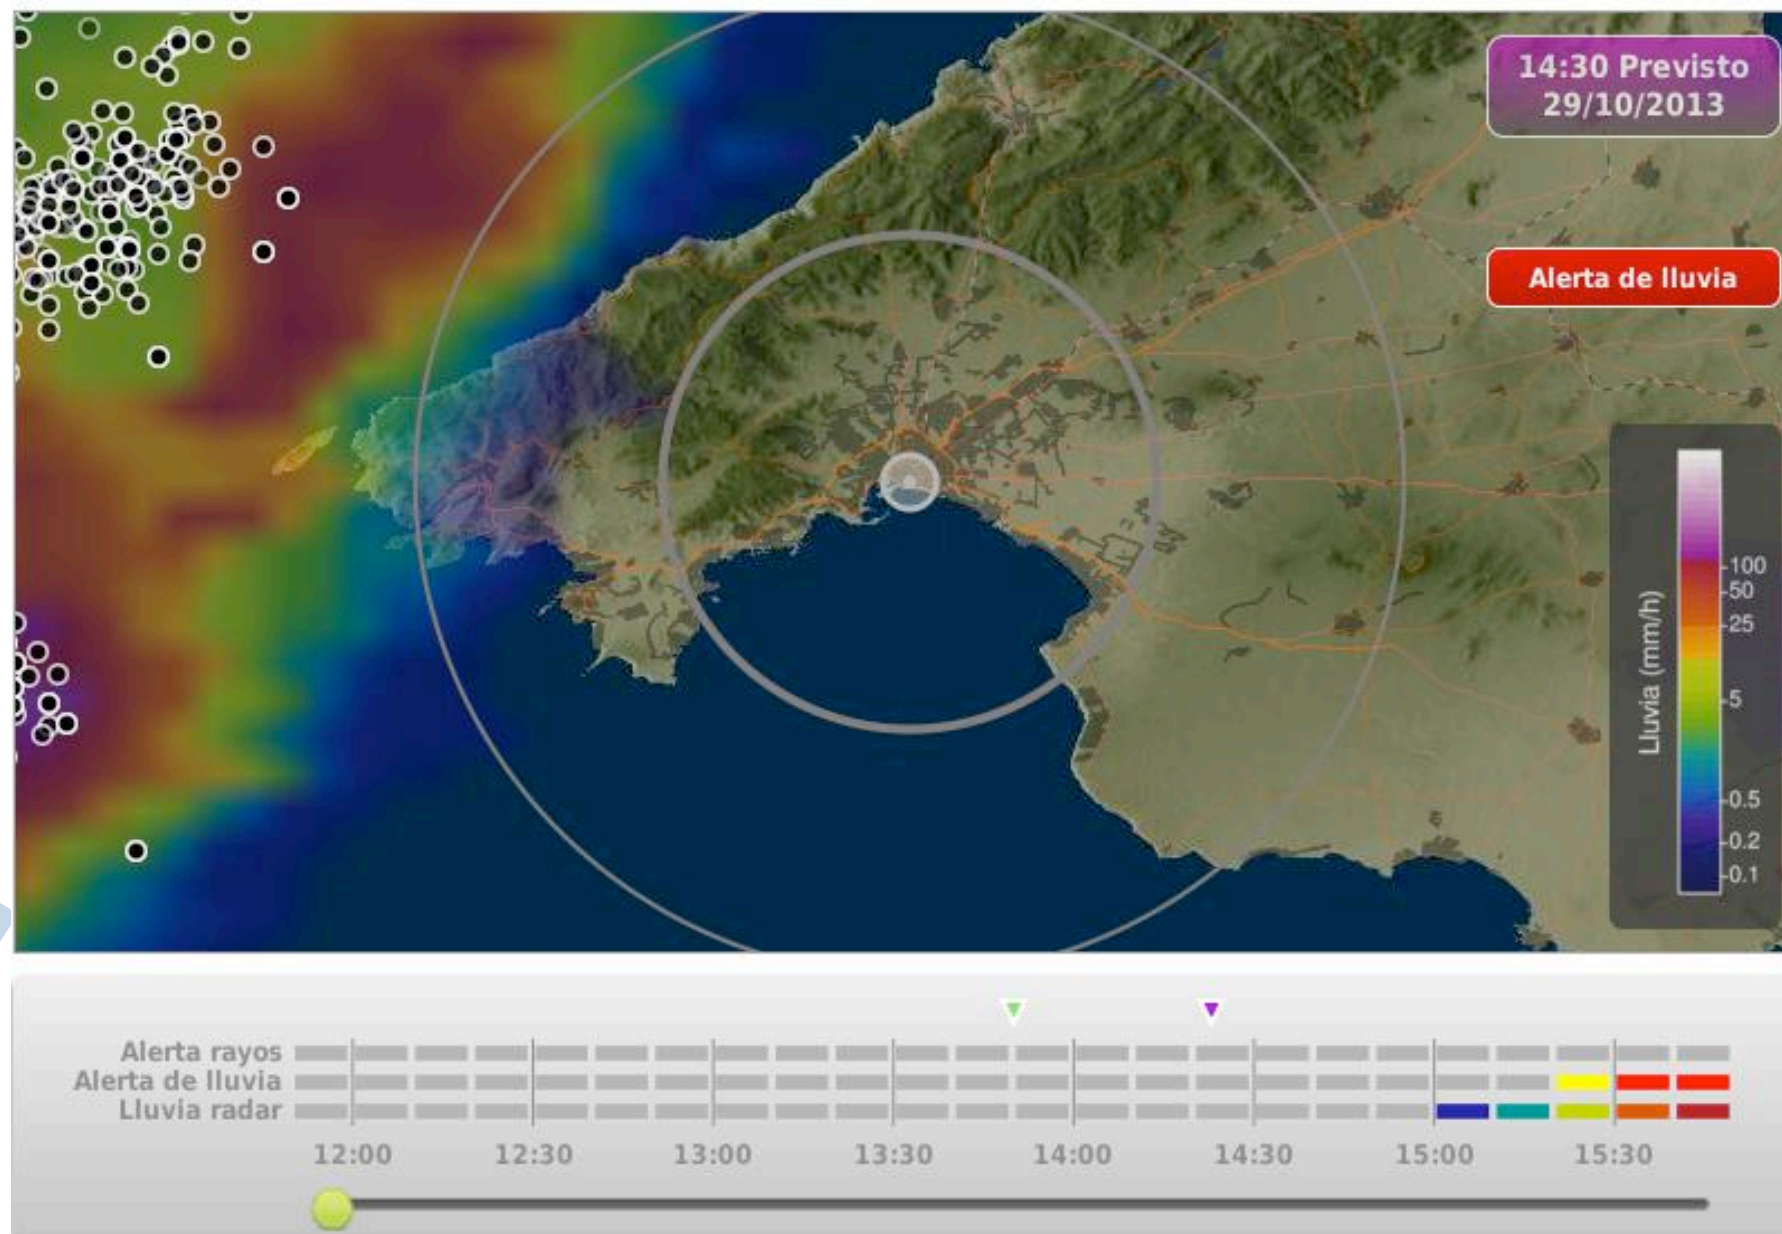 14:30 Previsto
29/10/2013
Alerta de lluvia
Lluvia (mm/h)
100
50
25
5
0.5
0.2
0.1
Alerta rayos
Alerta de lluvia
Lluvia radar
12:00 12:30 13:00 13:30 14:00 14:30 15:00 15:30